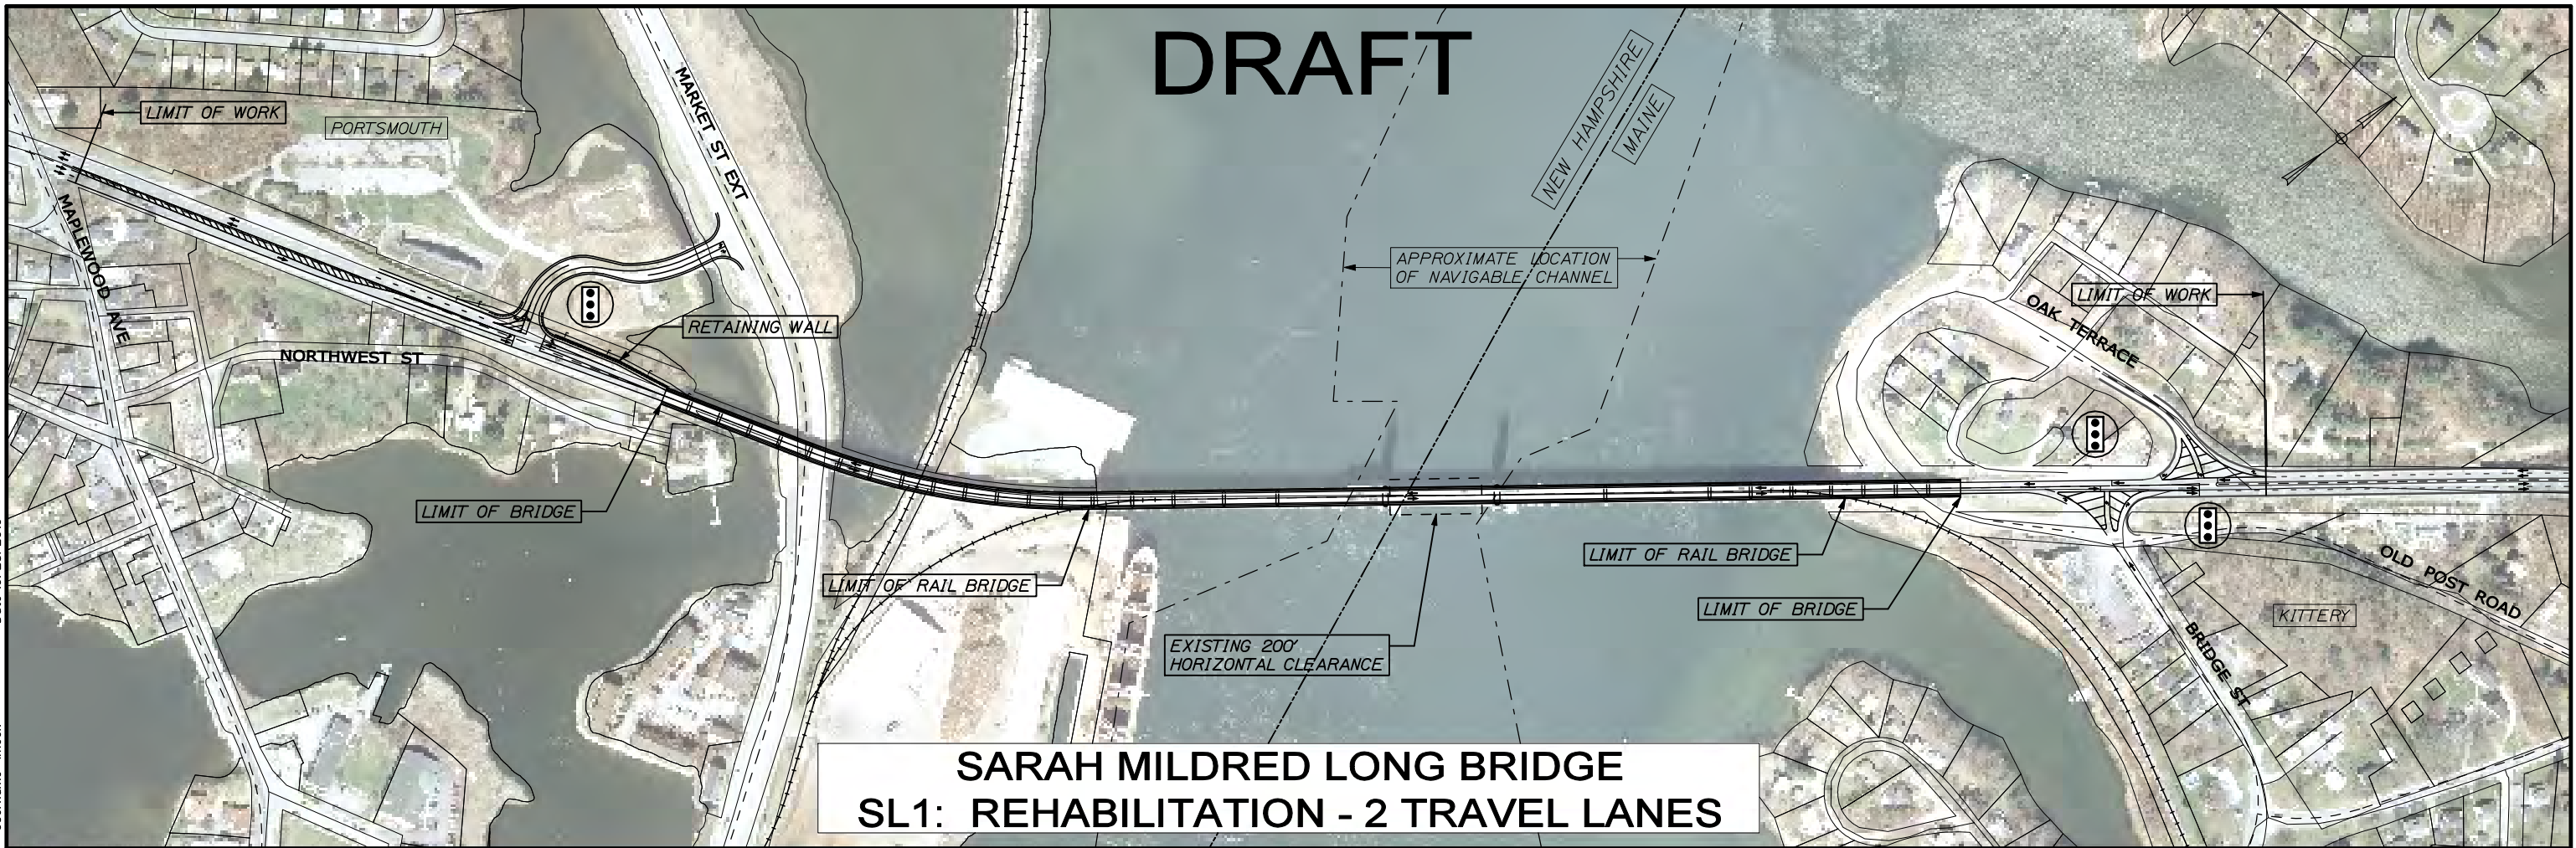 DRAFT
LIMIT OF WORK
PORTSMOUTH
MARKET ST EXT
NEW HAMPSHIRE
MAINE
MAPLEWOOD AVE
APPROXIMATE LOCATION
OF NAVIGABLE CHANNEL
LIMIT OF WORK
OAK TERRACE
RETAINING WALL
NORTHWEST ST
LIMIT OF BRIDGE
LIMIT OF RAIL BRIDGE
LIMIT OF RAIL BRIDGE
OLD POST ROAD
LIMIT OF BRIDGE
KITTERY
BRIDGE ST
EXISTING 200'
HORIZONTAL CLEARANCE
SARAH MILDRED LONG BRIDGE
SL1: REHABILITATION - 2 TRAVEL LANES